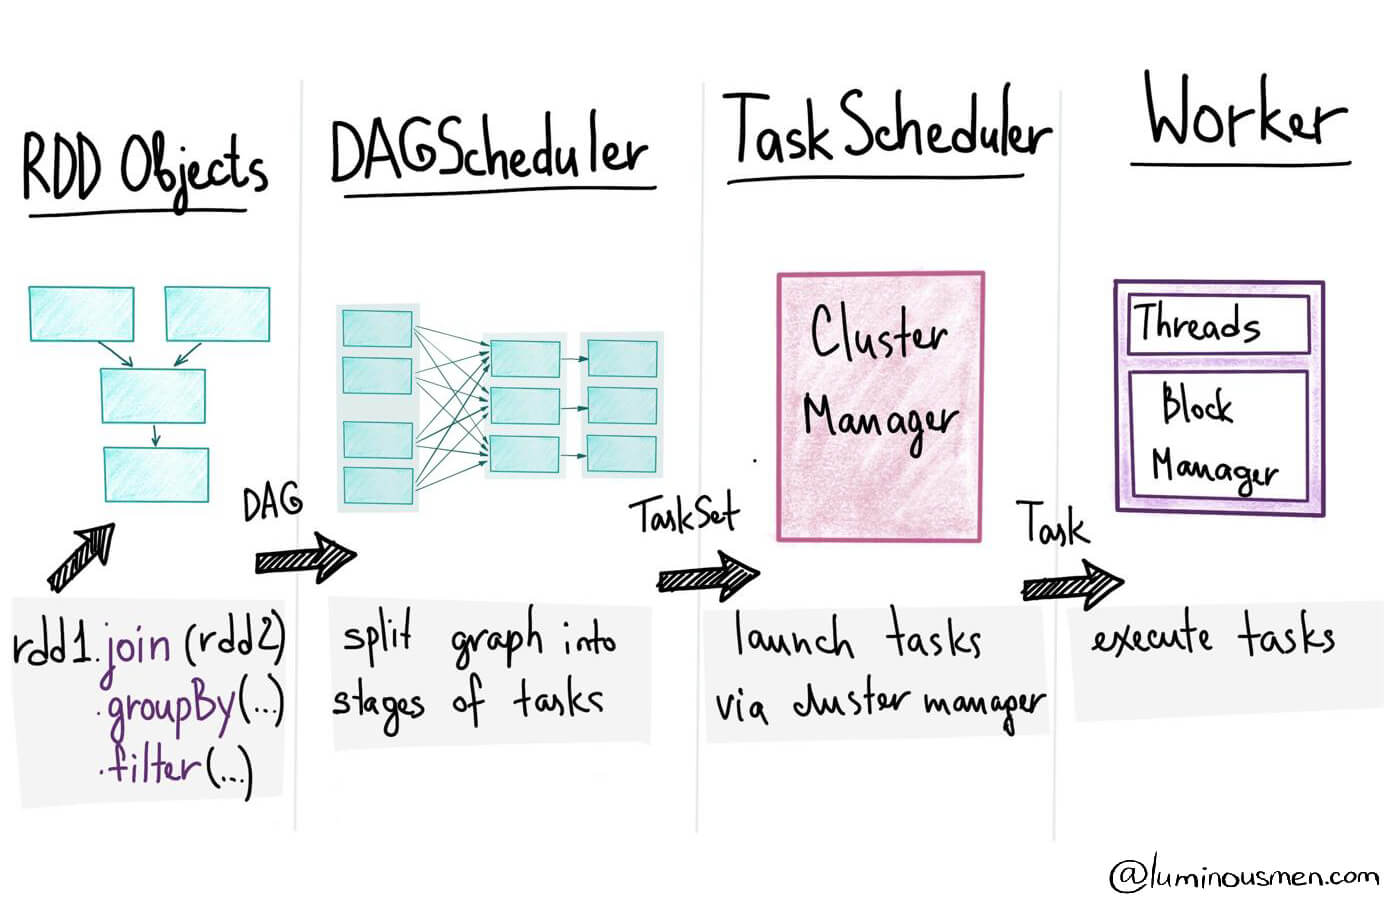 RDD Objects
DAGScheduler
TaskScheduler
Worker
Cluster
Manager
Threads
Block
Manager
DAG
TaskSet
Task
rdd1.join(rdd2)
.groupBy(...)
.filter(...)
split graph into
stages of tasks
launch tasks
via cluster manager
execute tasks
@luminousmen.com